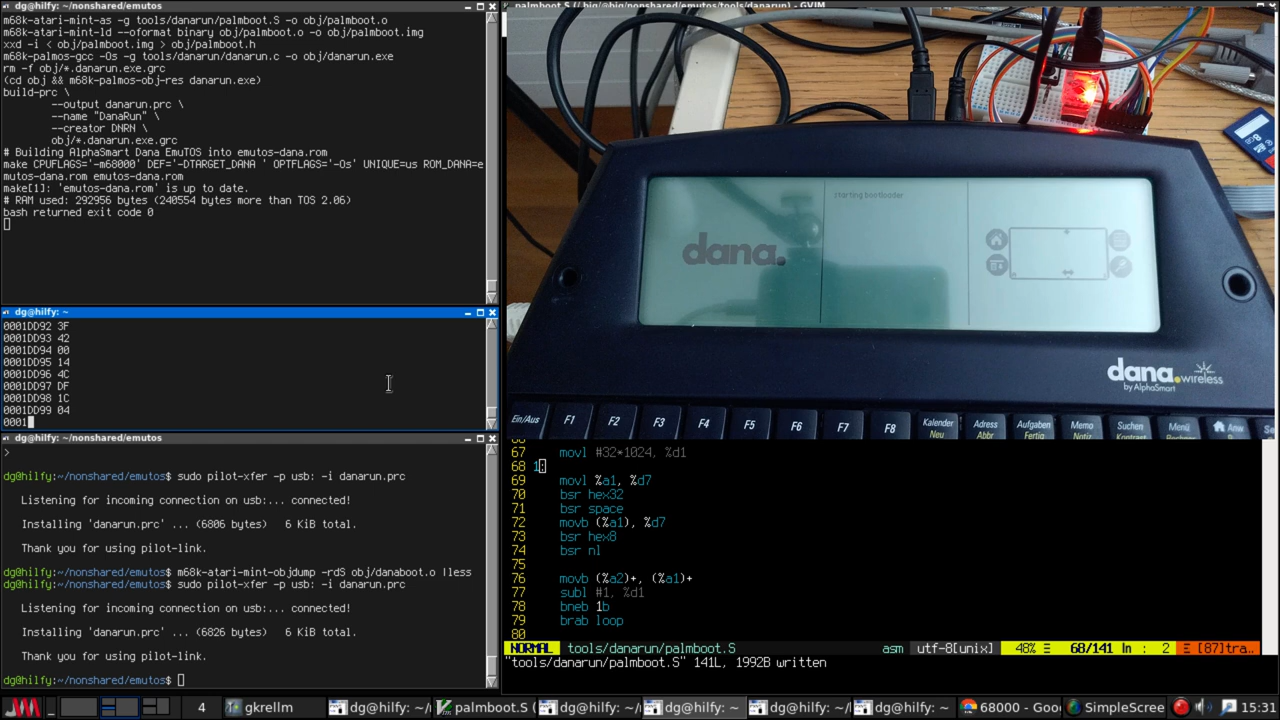 dg@hilfy: ~/nonshared/emutos
m68k-atari-mint-as -g tools/danarun/palmboot.S -o obj/palmboot.o
m68k-atari-mint-ld --oformat binary obj/palmboot.o -o obj/palmboot.img
xxd -i < obj/palmboot.img > obj/palmboot.h
m68k-palmos-gcc -Os -g tools/danarun/danarun.c -o obj/danarun.exe
rm -f obj/*.danarun.exe.grc
(cd obj && m68k-palmos-obj-res danarun.exe)
build-prc \
--output danarun.prc \
--name "DanaRun" \
--creator DNRN \
obj/*.danarun.exe.grc
# Building AlphaSmart Dana EmuTOS into emutos-dana.rom
make CPUFLAGS='-m68000' DEF='-DTARGET_DANA ' OPTFLAGS='-Os' UNIQUE=us ROM_DANA=e
mutos-dana.rom emutos-dana.rom
make[1]: 'emutos-dana.rom' is up to date.
# RAM used: 292956 bytes (240554 bytes more than TOS 2.06)
bash returned exit code 0
dg@hilfy: ~
0001DD92 3F
0001DD93 42
0001DD94 00
0001DD95 14
0001DD96 4C
0001DD97 DF
0001DD98 1C
0001DD99 04
0001
dg@hilfy: ~/nonshared/emutos
>
dg@hilfy:~/nonshared/emutos$ sudo pilot-xfer -p usb: -i danarun.prc
Listening for incoming connection on usb:... connected!
Installing 'danarun.prc' ... (6806 bytes)   6 KiB total.
Thank you for using pilot-link.
dg@hilfy:~/nonshared/emutos$ m68k-atari-mint-objdump -rdS obj/danaboot.o |less
dg@hilfy:~/nonshared/emutos$ sudo pilot-xfer -p usb: -i danarun.prc
Listening for incoming connection on usb:... connected!
Installing 'danarun.prc' ... (6826 bytes)   6 KiB total.
Thank you for using pilot-link.
dg@hilfy:~/nonshared/emutos$
starting bootloader
dana.
dana.wireless
by AlphaSmart
Ein/Aus F1 F2 F3 F4 F5 F6 F7 F8 Kalender Adress Aufgaben Memo Suchen Anw
Neu Abbr Fertig Notiz Kontrast
67 movl #32*1024, %d1
68 1:
69 movl %a1, %d7
70 bsr hex32
71 bsr space
72 movb (%a1), %d7
73 bsr hex8
74 bsr nl
75
76 movb (%a2)+, (%a1)+
77 subl #1, %d1
78 bneb 1b
79 brab loop
80
NORMAL tools/danarun/palmboot.S asm utf-8[unix] 48% ☰ 68/141 ln : 2 Ξ [87]tra..
"tools/danarun/palmboot.S" 141L, 1992B written
4 gkrellm dg@hilfy: ~/r palmboot.S ( dg@hilfy: ~/r dg@hilfy: ~ dg@hilfy: ~/r dg@hilfy: ~ 68000 - Goo SimpleScree 15:31